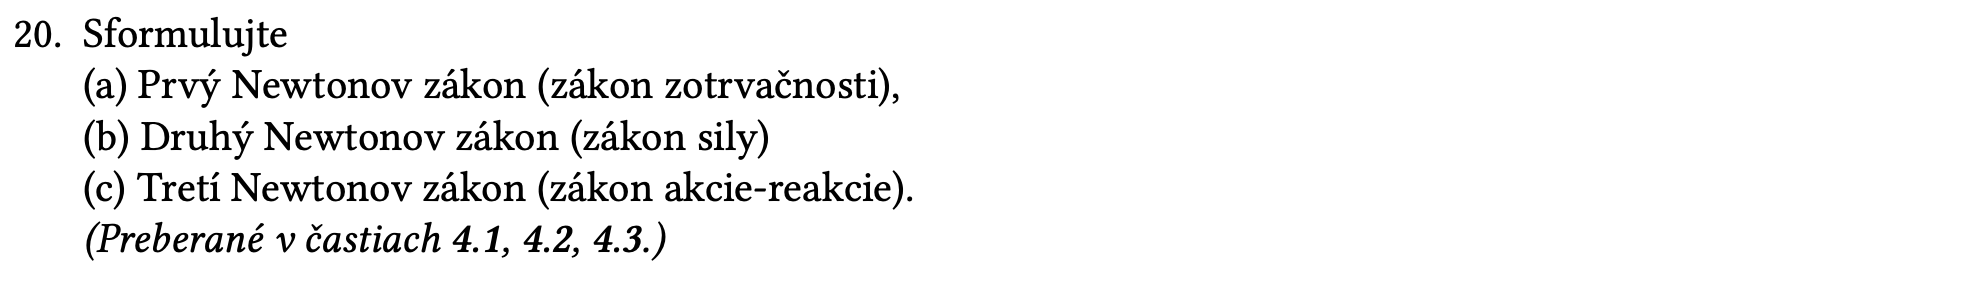 20. Sformulujte
(a) Prvý Newtonov zákon (zákon zotrvačnosti),
(b) Druhý Newtonov zákon (zákon sily)
(c) Tretí Newtonov zákon (zákon akcie-reakcie).
(Preberané v častiach 4.1, 4.2, 4.3.)